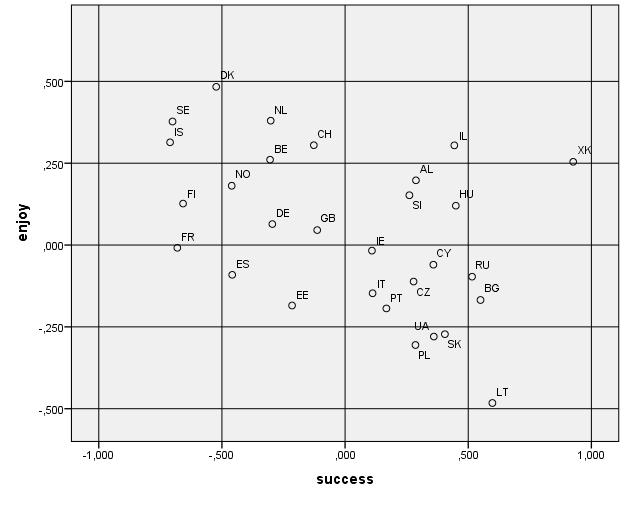 DK
,500
SE
NL
IS
CH
IL
BE
XK
,250
AL
NO
FI
HU
SI
DE
GB
IE
,000
FR
CY
ES
RU
IT
CZ
BG
EE
PT
-,250
UA
SK
PL
LT
-,500
enjoy
-1,000 -,500 ,000 ,500 1,000
success